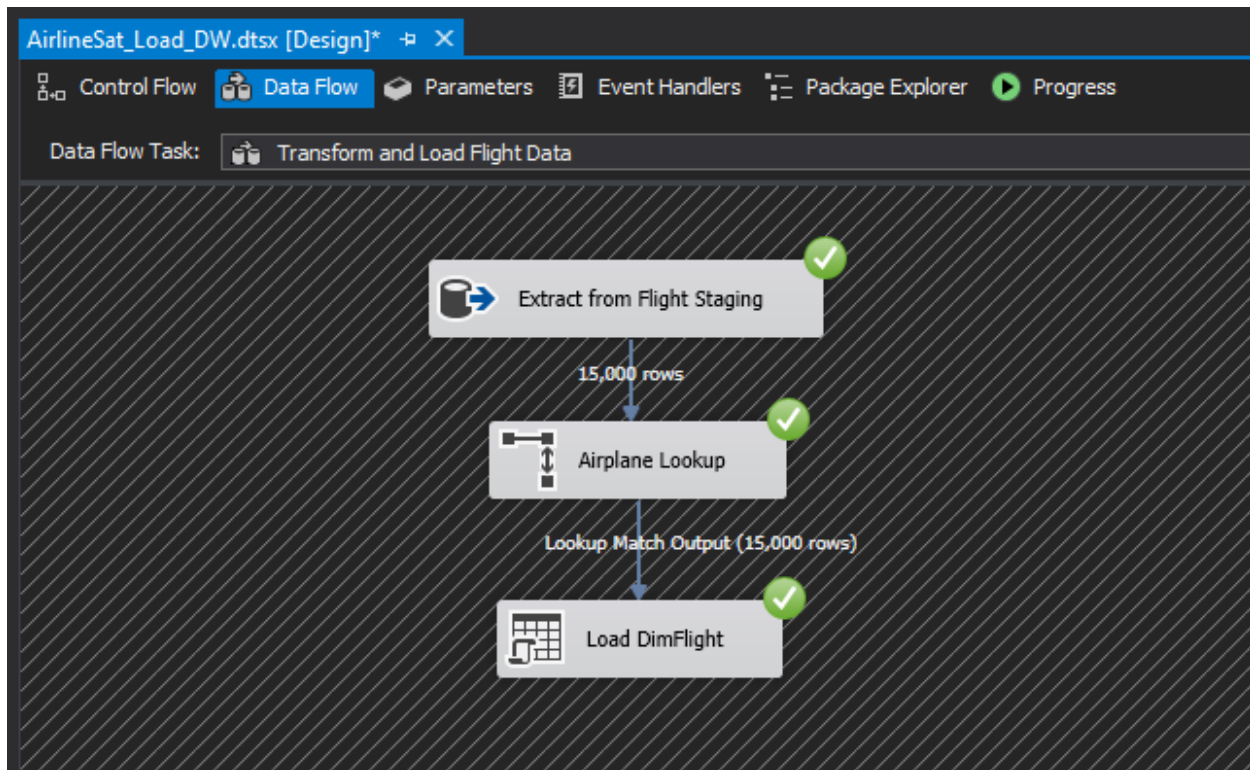 AirlineSat_Load_DW.dtsx [Design]*
Control Flow Data Flow Parameters Event Handlers Package Explorer Progress
Data Flow Task: Transform and Load Flight Data
Extract from Flight Staging
15,000 rows
Airplane Lookup
Lookup Match Output (15,000 rows)
Load DimFlight